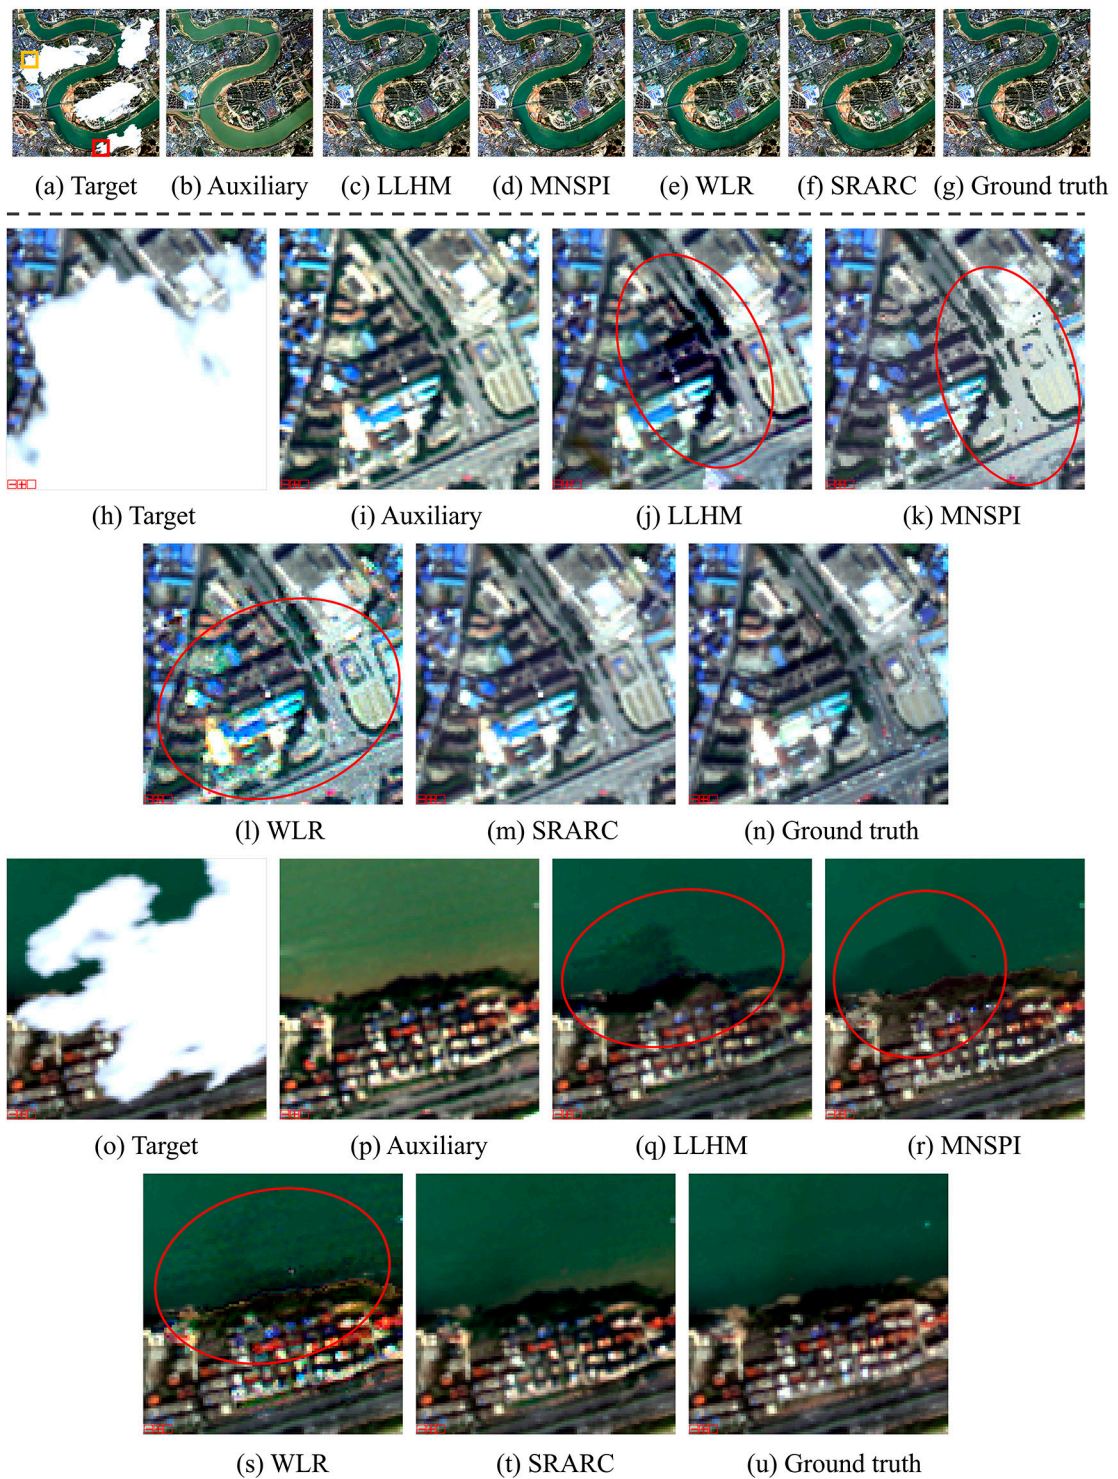 (a) Target (b) Auxiliary (c) LLHM (d) MNSPI (e) WLR (f) SRARC (g) Ground truth
(h) Target (i) Auxiliary (j) LLHM (k) MNSPI
(l) WLR (m) SRARC (n) Ground truth
(o) Target (p) Auxiliary (q) LLHM (r) MNSPI
(s) WLR (t) SRARC (u) Ground truth